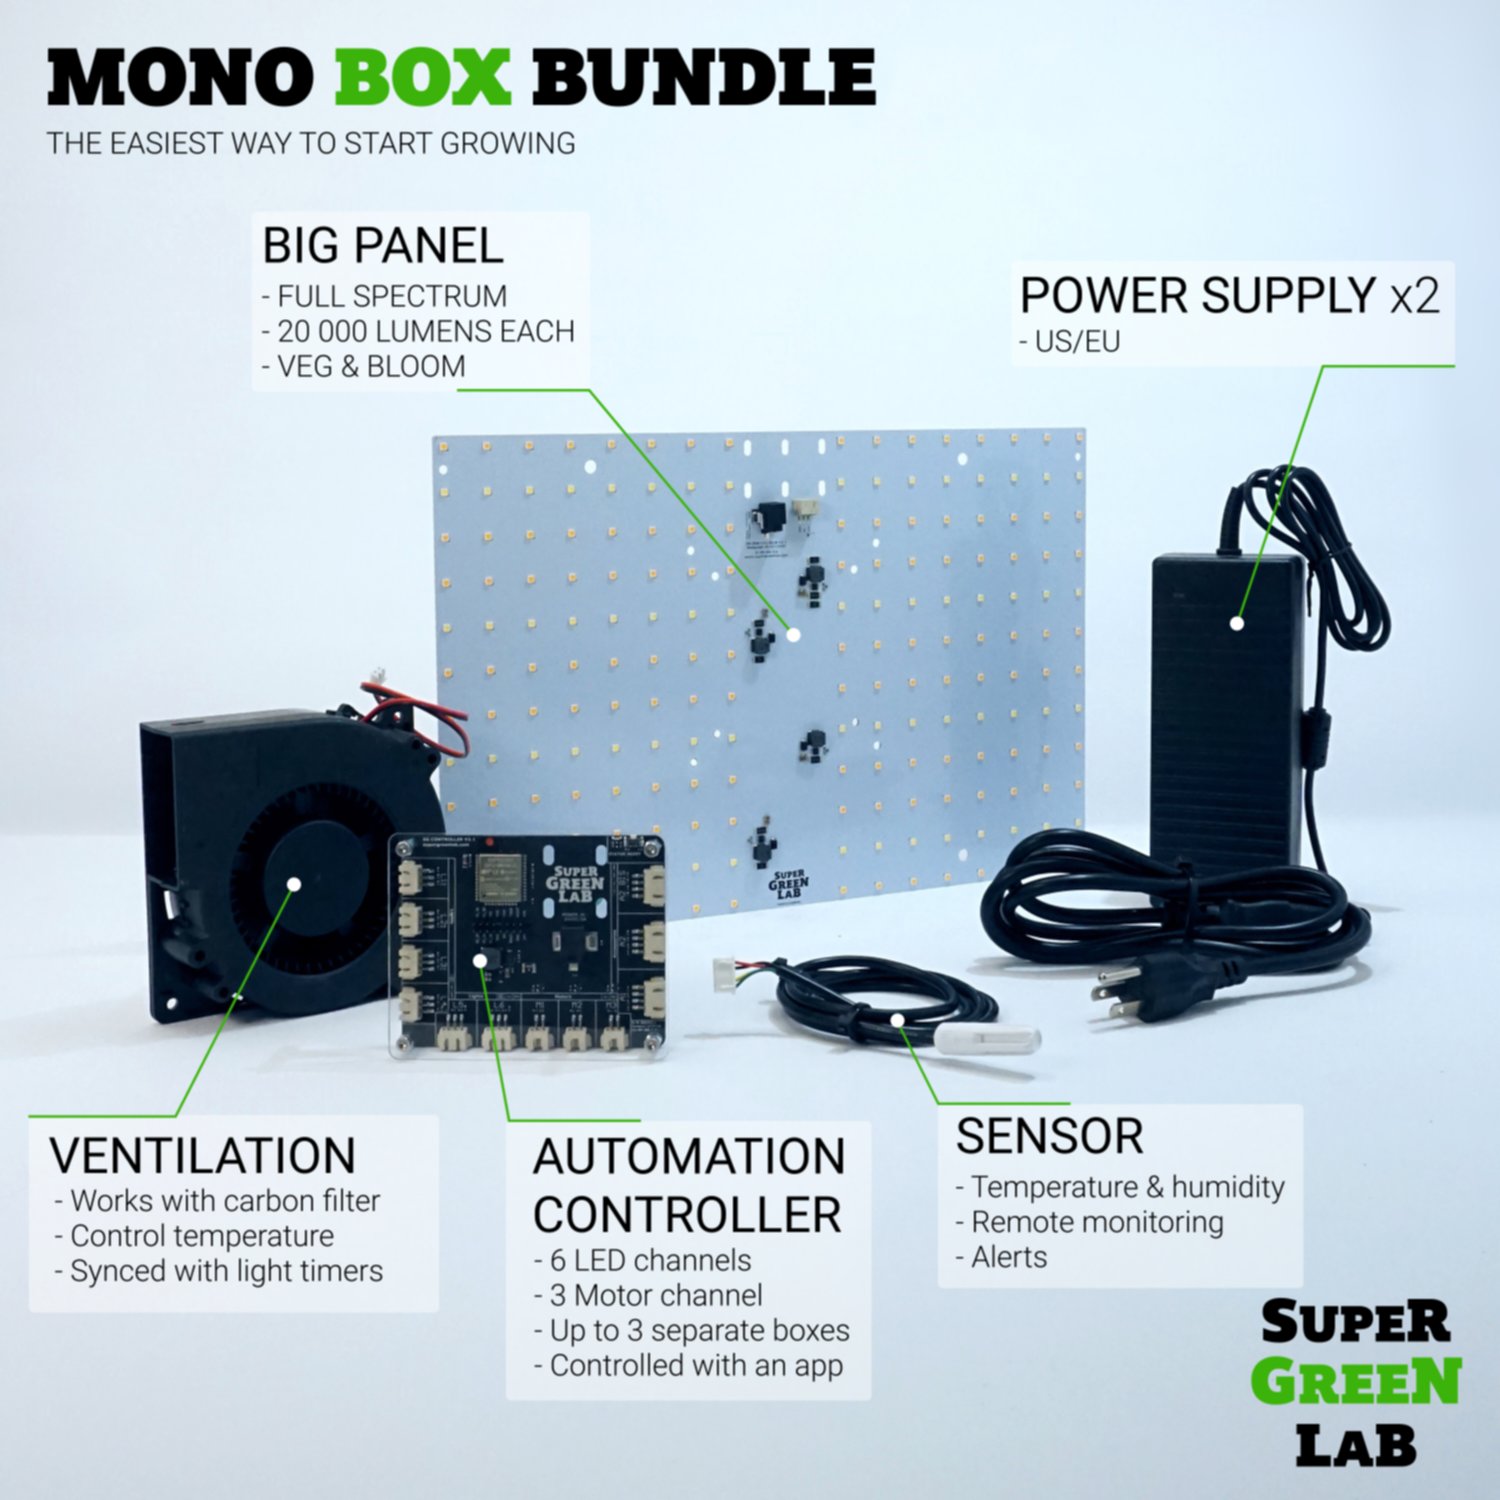 MONO BOX BUNDLE
THE EASIEST WAY TO START GROWING
BIG PANEL
- FULL SPECTRUM
- 20 000 LUMENS EACH
- VEG & BLOOM
POWER SUPPLY x2
- US/EU
SUPER
GREEN
LAB
SUPER
GREEN
LAB
VENTILATION
- Works with carbon filter
- Control temperature
- Synced with light timers
AUTOMATION
CONTROLLER
- 6 LED channels
- 3 Motor channel
- Up to 3 separate boxes
- Controlled with an app
SENSOR
- Temperature & humidity
- Remote monitoring
- Alerts
SUPER
GREEN
LAB